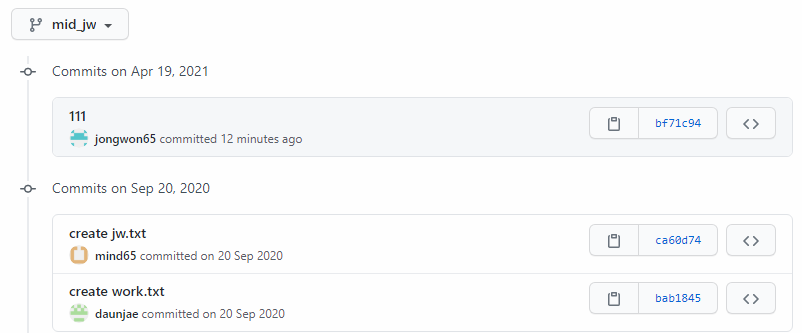 mid_jw
Commits on Apr 19, 2021
111
jongwon65 committed 12 minutes ago
bf71c94
Commits on Sep 20, 2020
create jw.txt
mind65 committed on 20 Sep 2020
ca60d74
create work.txt
daunjae committed on 20 Sep 2020
bab1845